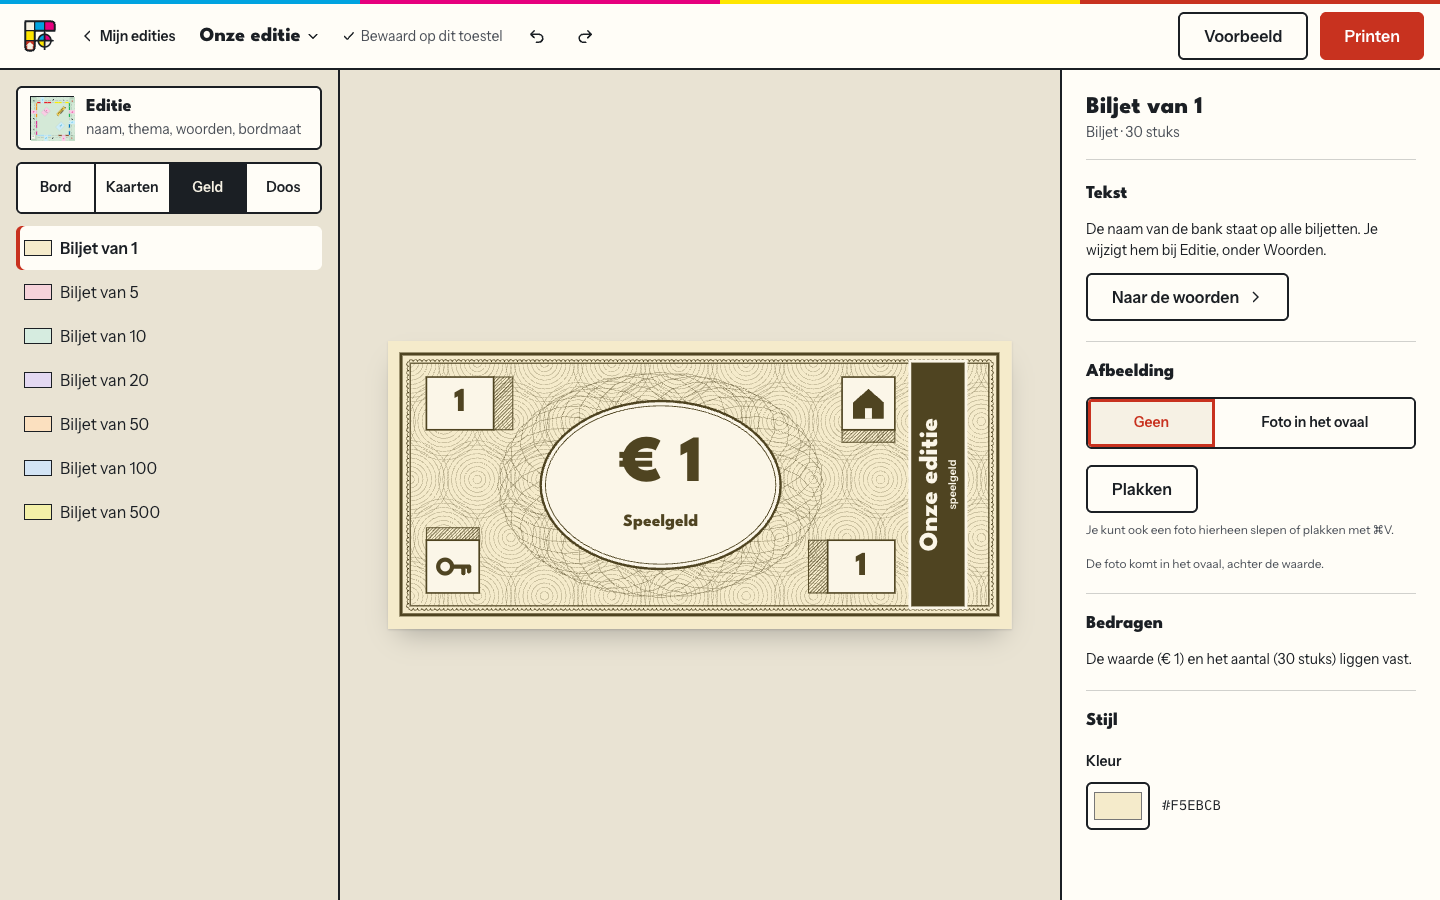 Mijn edities
Onze editie
Bewaard op dit toestel
Voorbeeld
Printen
Editie
naam, thema, woorden, bordmaat
Bord
Kaarten
Geld
Doos
Biljet van 1
Biljet van 5
Biljet van 10
Biljet van 20
Biljet van 50
Biljet van 100
Biljet van 500
1
€ 1
Speelgeld
1
Onze editie
speelgeld
Biljet van 1
Biljet · 30 stuks
Tekst
De naam van de bank staat op alle biljetten. Je
wijzigt hem bij Editie, onder Woorden.
Naar de woorden
Afbeelding
Geen
Foto in het ovaal
Plakken
Je kunt ook een foto hierheen slepen of plakken met ⌘V.
De foto komt in het ovaal, achter de waarde.
Bedragen
De waarde (€ 1) en het aantal (30 stuks) liggen vast.
Stijl
Kleur
#F5EBCB